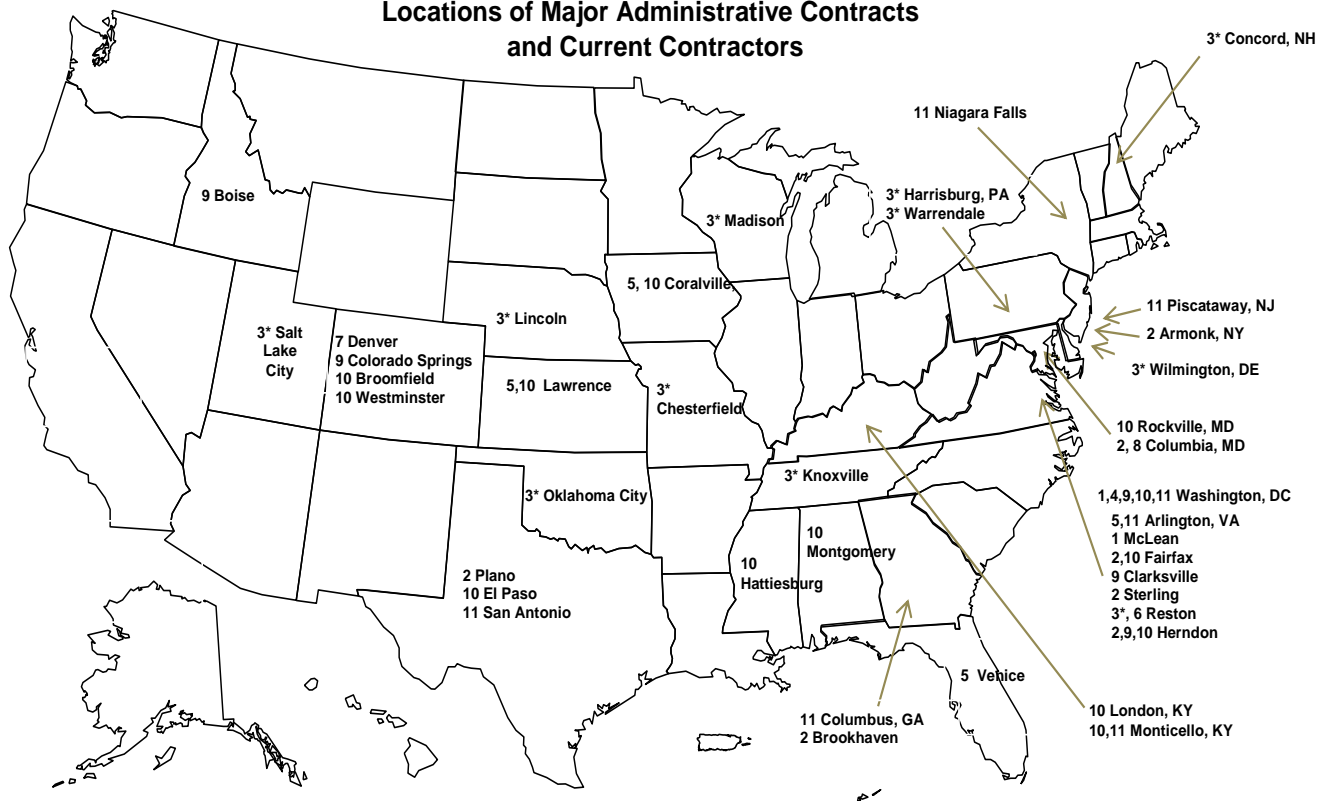 Locations of Major Administrative Contracts
and Current Contractors
3* Concord, NH
11 Niagara Falls
9 Boise
3* Harrisburg, PA
3* Warrendale
3* Madison
5, 10 Coralville,
11 Piscataway, NJ
2 Armonk, NY
3* Wilmington, DE
3* Lincoln
3* Salt
Lake
City
7 Denver
9 Colorado Springs
10 Broomfield
10 Westminster
5,10 Lawrence
3*
Chesterfield
10 Rockville, MD
2, 8 Columbia, MD
3* Knoxville
3* Oklahoma City
1,4,9,10,11 Washington, DC
5,11 Arlington, VA
1 McLean
2,10 Fairfax
9 Clarksville
2 Sterling
3*, 6 Reston
2,9,10 Herndon
10
Montgomery
10
Hattiesburg
2 Plano
10 El Paso
11 San Antonio
5 Venice
11 Columbus, GA
2 Brookhaven
10 London, KY
10,11 Monticello, KY